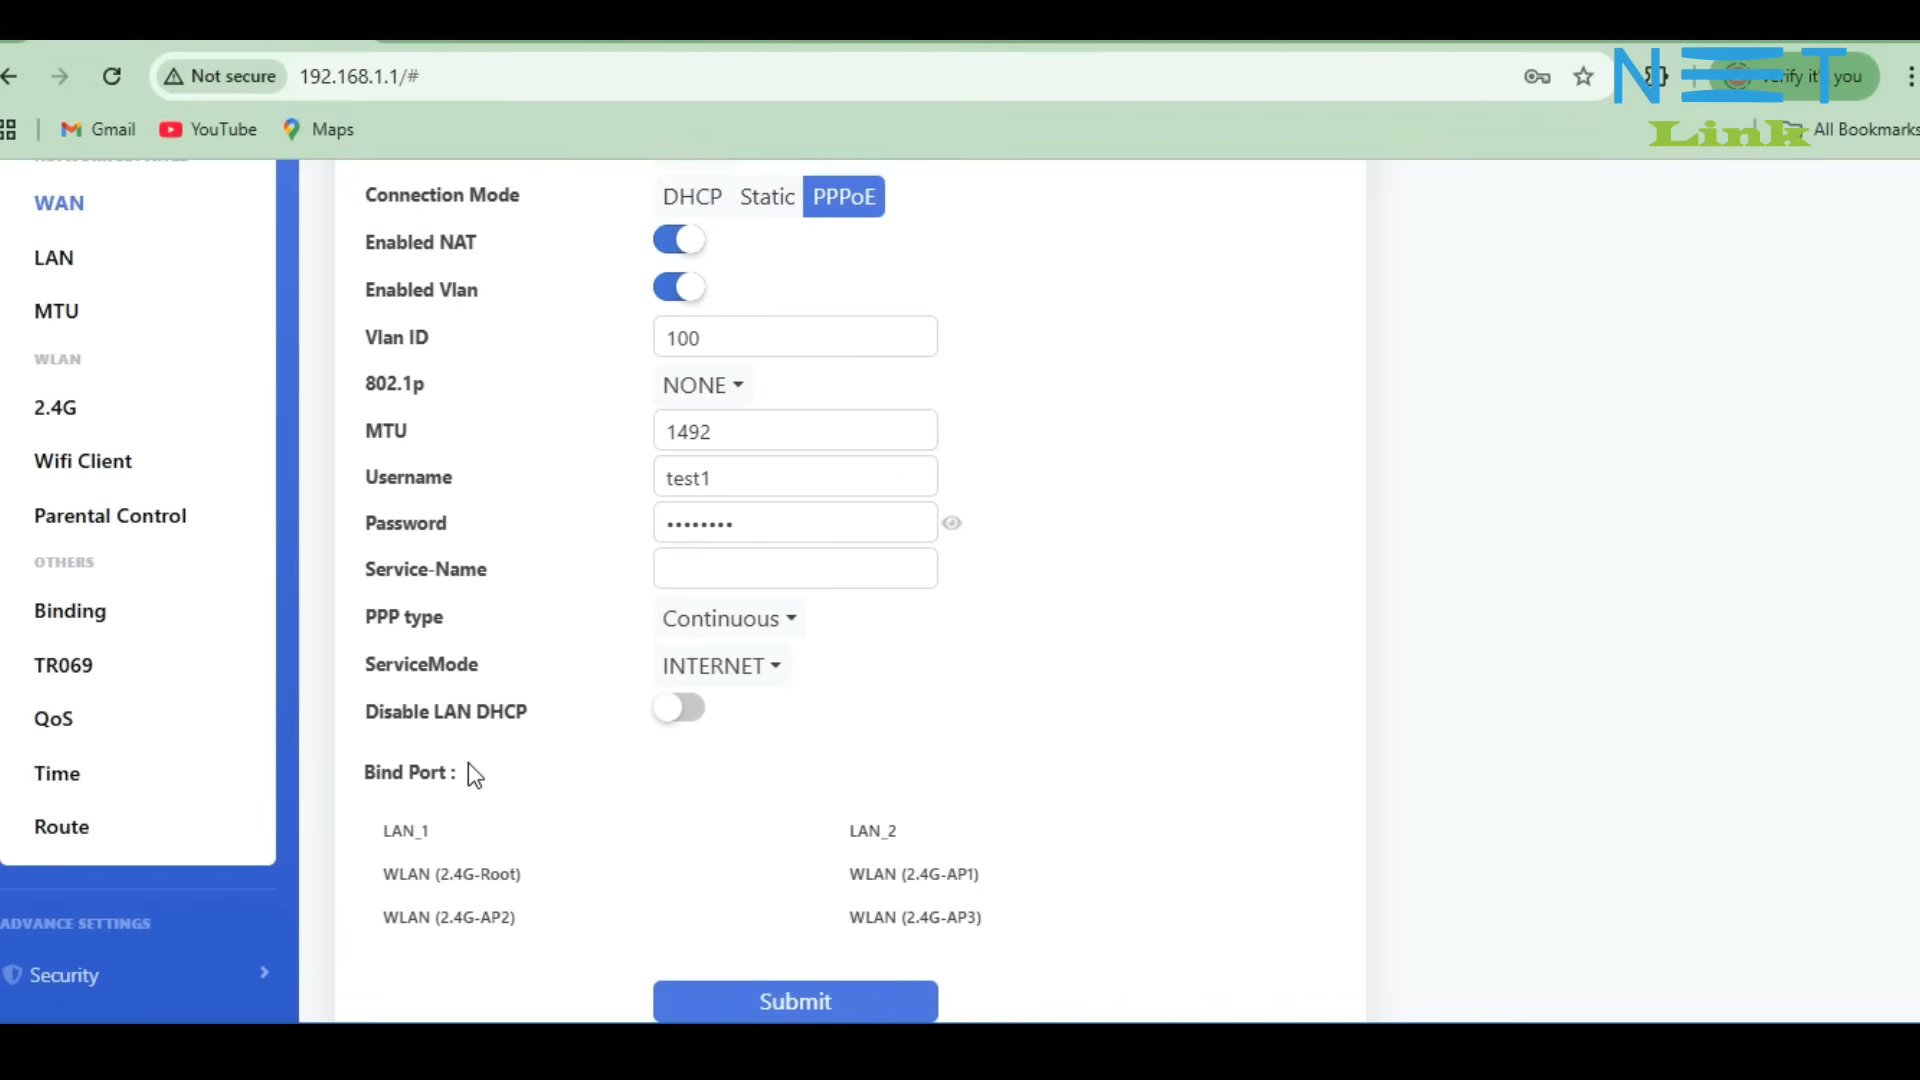 Not secure 192.168.1.1/#
NET
Link
Gmail YouTube Maps
All Bookmarks
WAN
LAN
MTU
WLAN
2.4G
Wifi Client
Parental Control
OTHERS
Binding
TR069
QoS
Time
Route
ADVANCE SETTINGS
Security
Connection Mode DHCP Static PPPoE
Enabled NAT
Enabled Vlan
Vlan ID 100
802.1p NONE
MTU 1492
Username test1
Password ••••••••
Service-Name
PPP type Continuous
ServiceMode INTERNET
Disable LAN DHCP
Bind Port :
LAN_1 LAN_2
WLAN (2.4G-Root) WLAN (2.4G-AP1)
WLAN (2.4G-AP2) WLAN (2.4G-AP3)
Submit